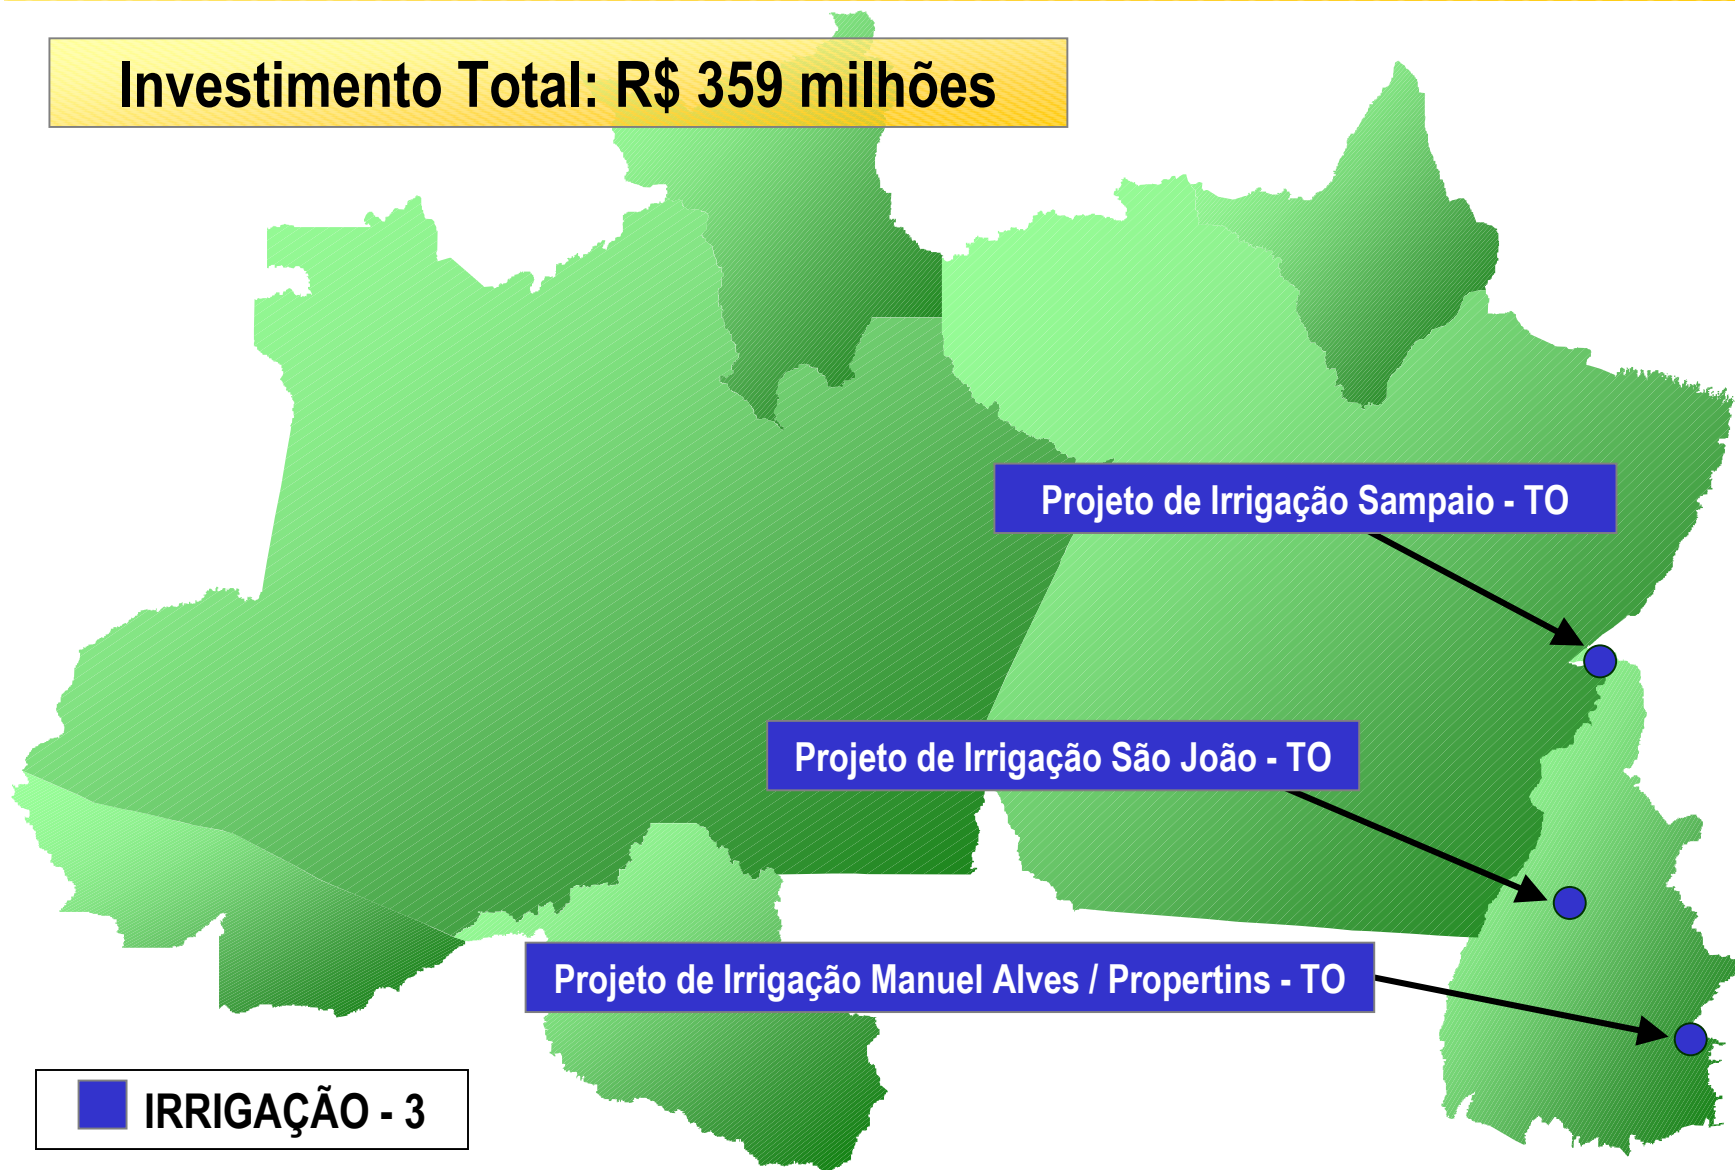 Investimento Total: R$ 359 milhões
Projeto de Irrigação Sampaio - TO
Projeto de Irrigação São João - TO
Projeto de Irrigação Manuel Alves / Propertins - TO
IRRIGAÇÃO - 3